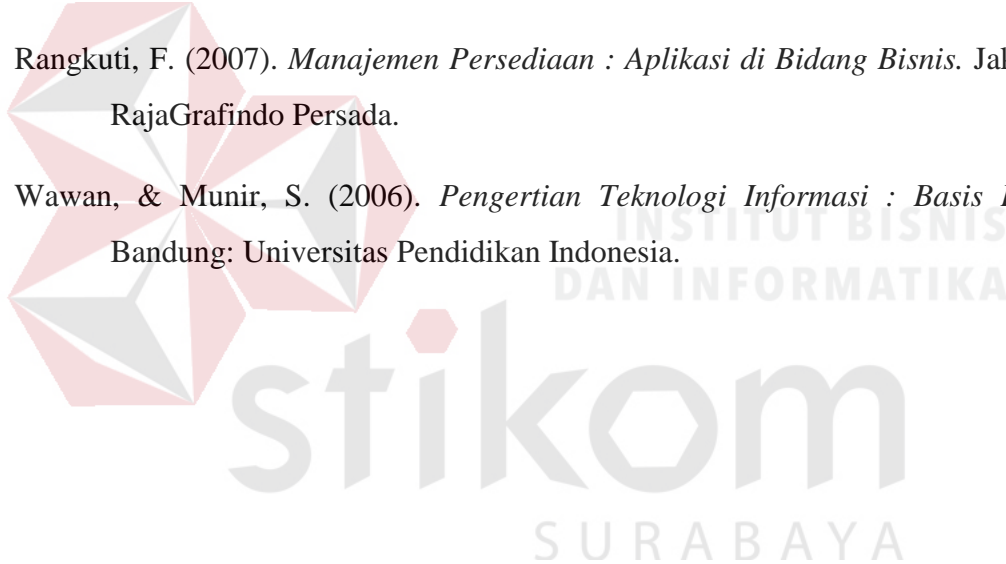 Rangkuti, F. (2007). Manajemen Persediaan : Aplikasi di Bidang Bisnis.
RajaGrafindo Persada.
Wawan, & Munir, S. (2006). Pengertian Teknologi Informasi : Basis
Bandung: Universitas Pendidikan Indonesia.
INSTITUT BISNIS
DAN INFORMATIKA
stikom
SURABAYA